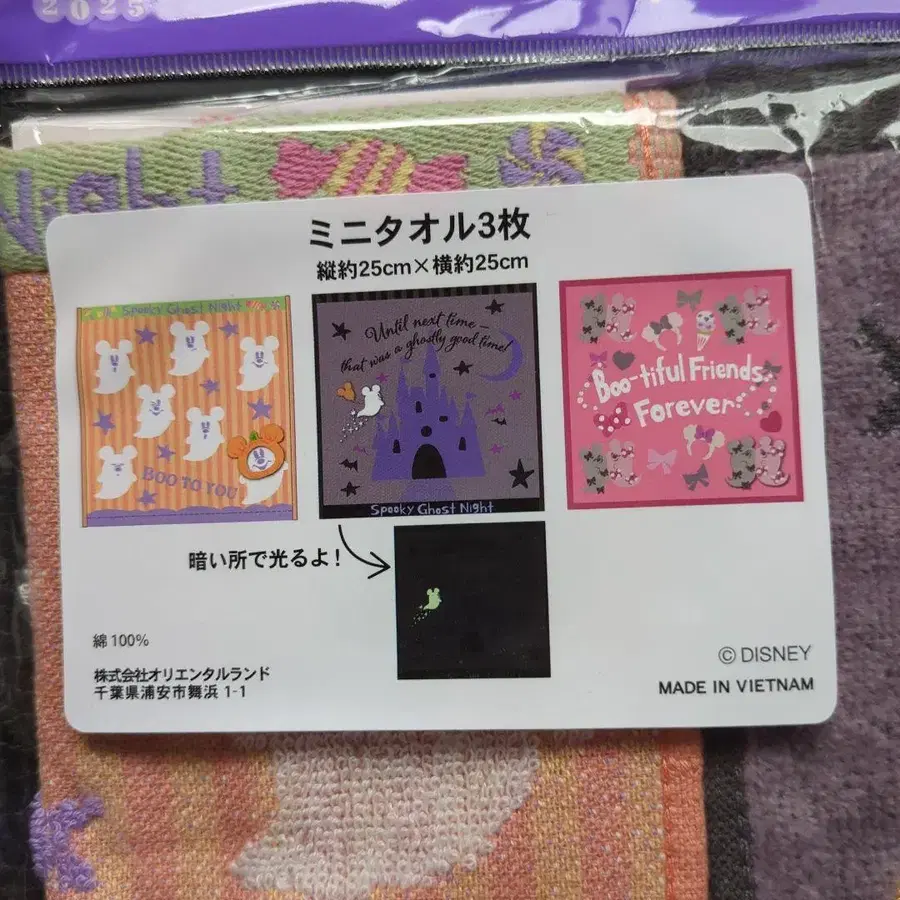 2025
Night
ミニタオル3枚
縦約25cm×横約25cm
Spooky Ghost Night
BOO TO YOU
Until next time—
that was a ghostly good time!
Spooky Ghost Night
Boo-tiful Friends
Forever
暗い所で光るよ!
綿100%
株式会社オリエンタルランド
千葉県浦安市舞浜 1-1
© DISNEY
MADE IN VIETNAM